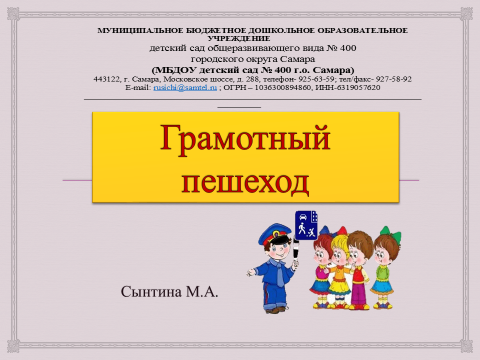 МУНИЦИПАЛЬНОЕ БЮДЖЕТНОЕ ДОШКОЛЬНОЕ ОБРАЗОВАТЕЛЬНОЕ
УЧРЕЖДЕНИЕ
детский сад общеразвивающего вида № 400
городского округа Самара
(МБДОУ детский сад № 400 г.о. Самара)
443122, г. Самара, Московское шоссе, д. 288, телефон- 925-63-59; тел/факс- 927-58-92
E-mail: rusichi@samtel.ru ; ОГРН – 1036300894860, ИНН-6319057620
Грамотный
пешеход
Сынтина М.А.